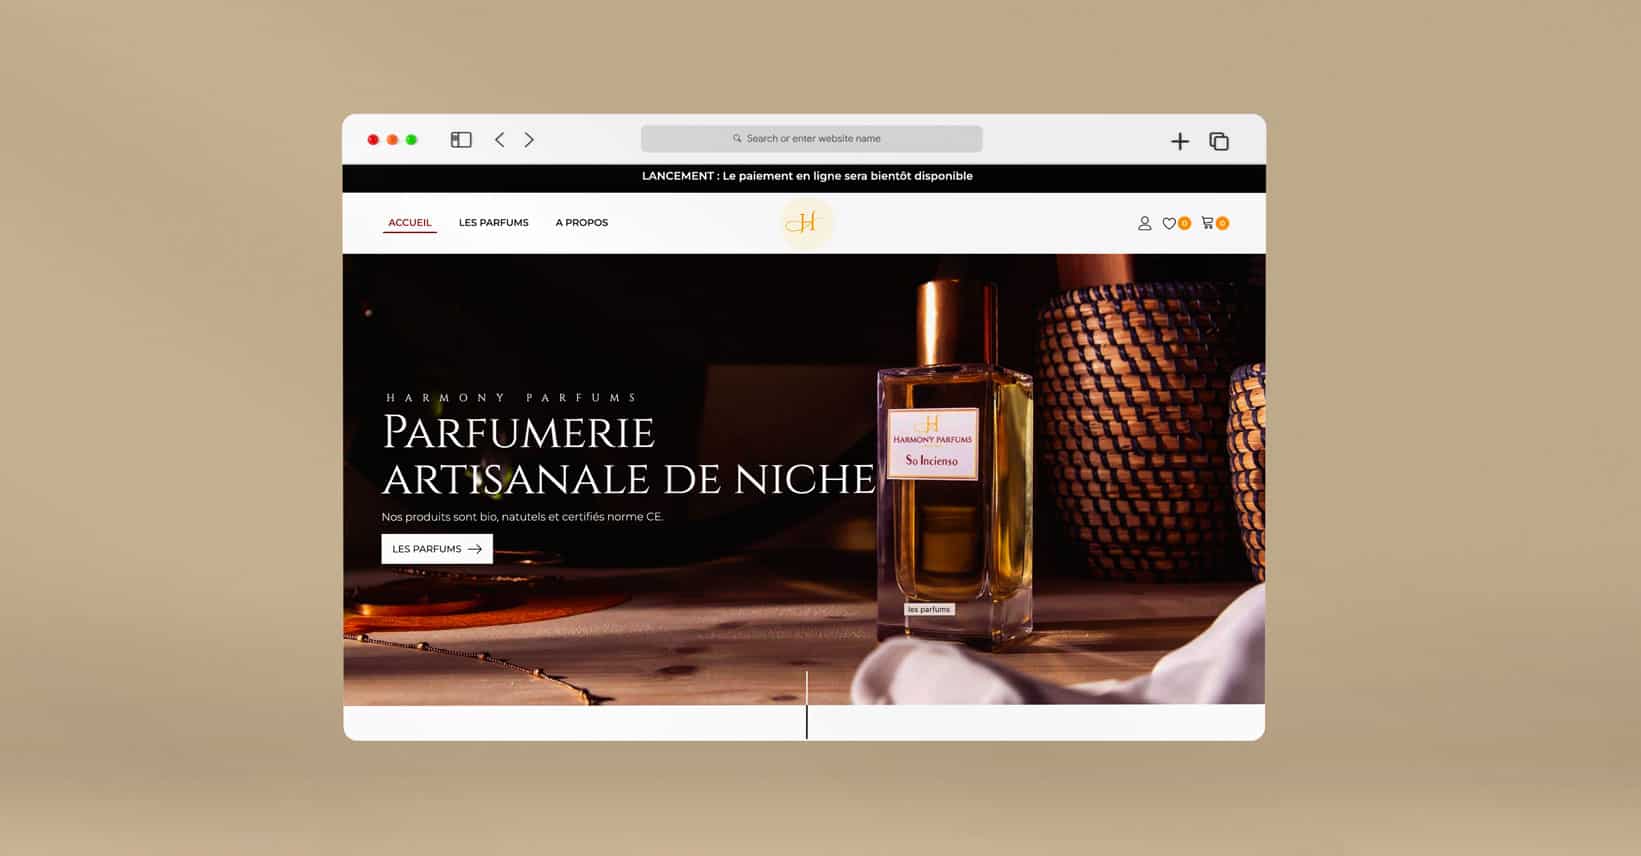 Search or enter website name
LANCEMENT : Le paiement en ligne sera bientôt disponible
ACCUEIL
LES PARFUMS
A PROPOS
H
0
0
HARMONY PARFUMS
PARFUMERIE
ARTISANALE DE NICHE
Nos produits sont bio, natutels et certifiés norme CE.
LES PARFUMS
H
HARMONY PARFUMS
So Incienso
les parfums